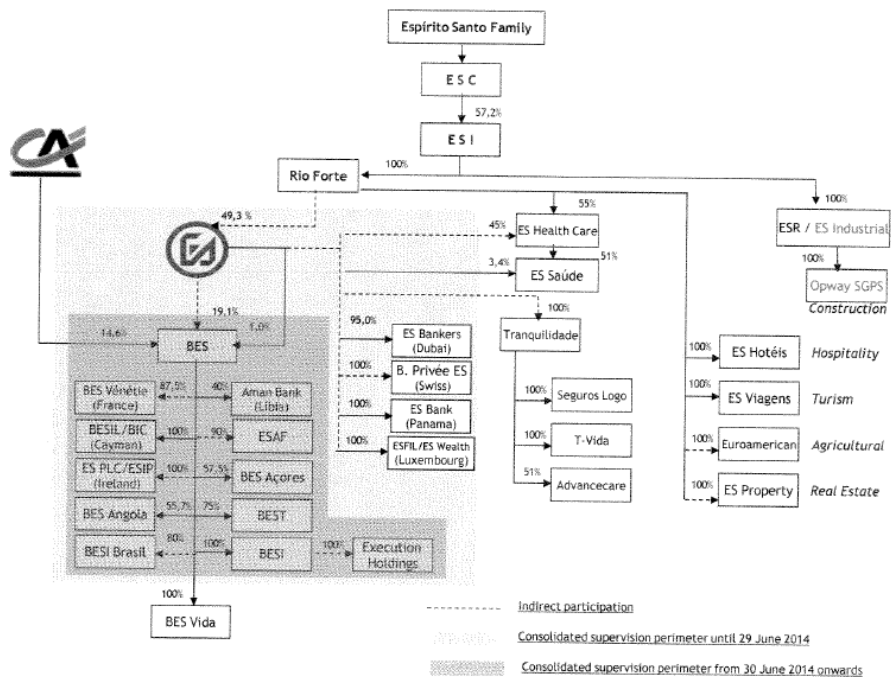 Espírito Santo Family
E S C
57,2%
E S I
100%
Rio Forte
100%
49,3 %
55%
45%
ES Health Care
ESR / ES Industrial
51%
3,4%
ES Saúde
100%
Opway SGPS
Construction
19,1%
100%
14,6%
1,0%
BES
95,0%
ES Bankers
(Dubai)
Tranquilidade
100%
ES Hotéis
Hospitality
100%
B. Privée ES
(Swiss)
BES Vénétie
(France)
87,5%
40%
Aman Bank
(Líbia)
100%
Seguros Logo
100%
ES Viagens
Turism
100%
ES Bank
(Panama)
BESIL/BIC
(Cayman)
100%
90%
ESAF
100%
T-Vida
100%
Euroamerican
Agricultural
100%
ESFIL/ES Wealth
(Luxembourg)
ES PLC/ESIP
(Ireland)
100%
57,5%
BES Açores
51%
Advancecare
100%
ES Property
Real Estate
BES Angola
55,7%
75%
BEST
BESI Brasil
80%
100%
BESI
100%
Execution
Holdings
100%
BES Vida
Indirect participation
Consolidated supervision perimeter until 29 June 2014
Consolidated supervision perimeter from 30 June 2014 onwards